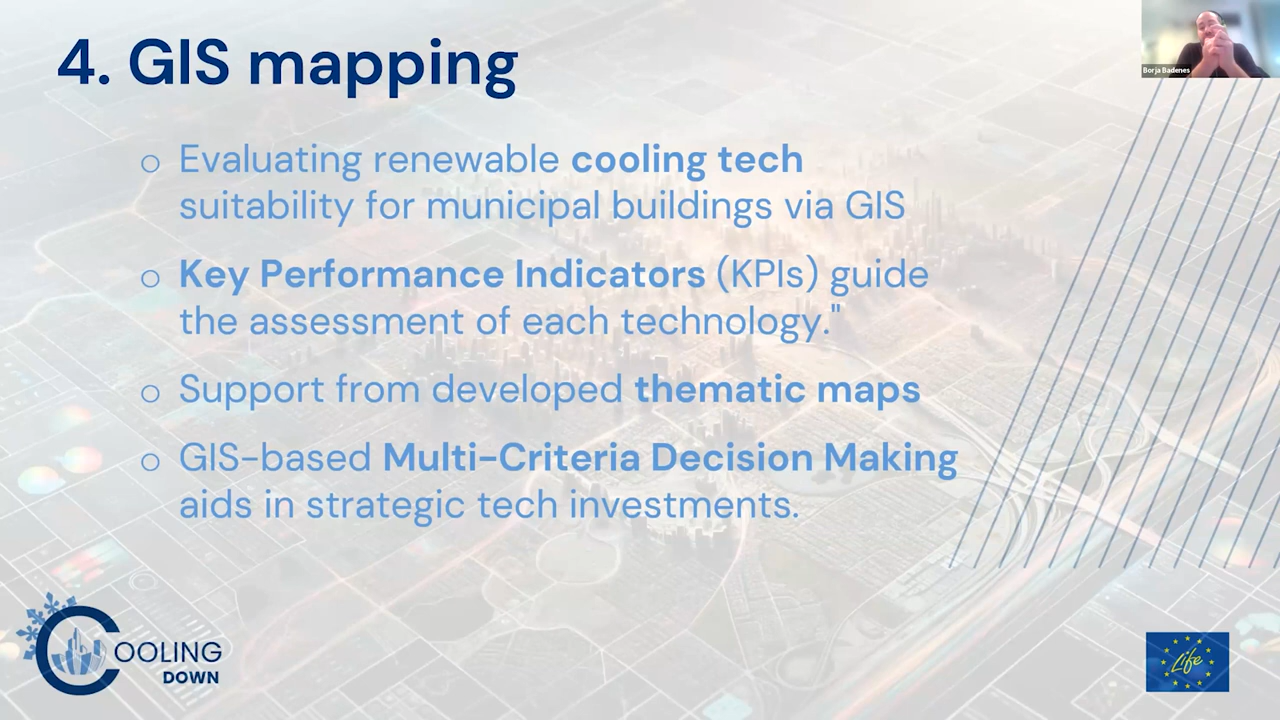 4. GIS mapping
Borja Badenes
○ Evaluating renewable cooling tech
suitability for municipal buildings via GIS
○ Key Performance Indicators (KPIs) guide
the assessment of each technology."
○ Support from developed thematic maps
○ GIS-based Multi-Criteria Decision Making
aids in strategic tech investments.
COOLING
DOWN
Life